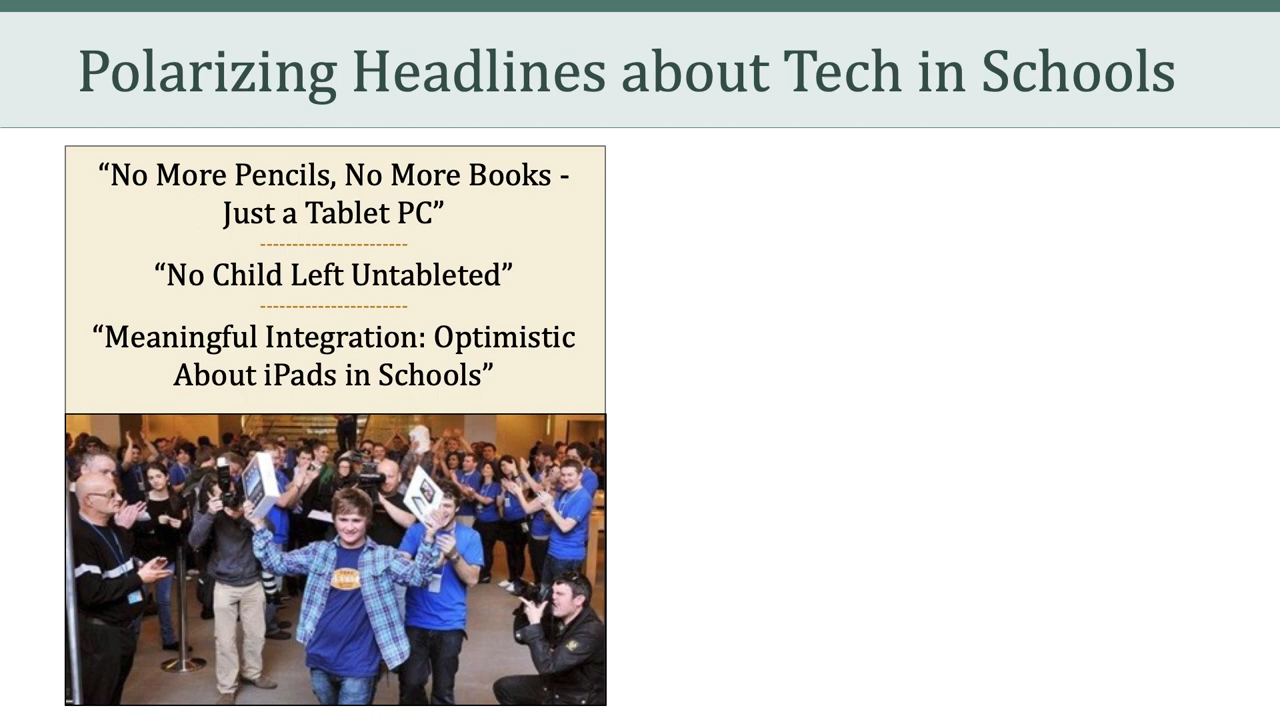 Polarizing Headlines about Tech in Schools
“No More Pencils, No More Books -
Just a Tablet PC”
-----------------------
“No Child Left Untableted”
-----------------------
“Meaningful Integration: Optimistic
About iPads in Schools”